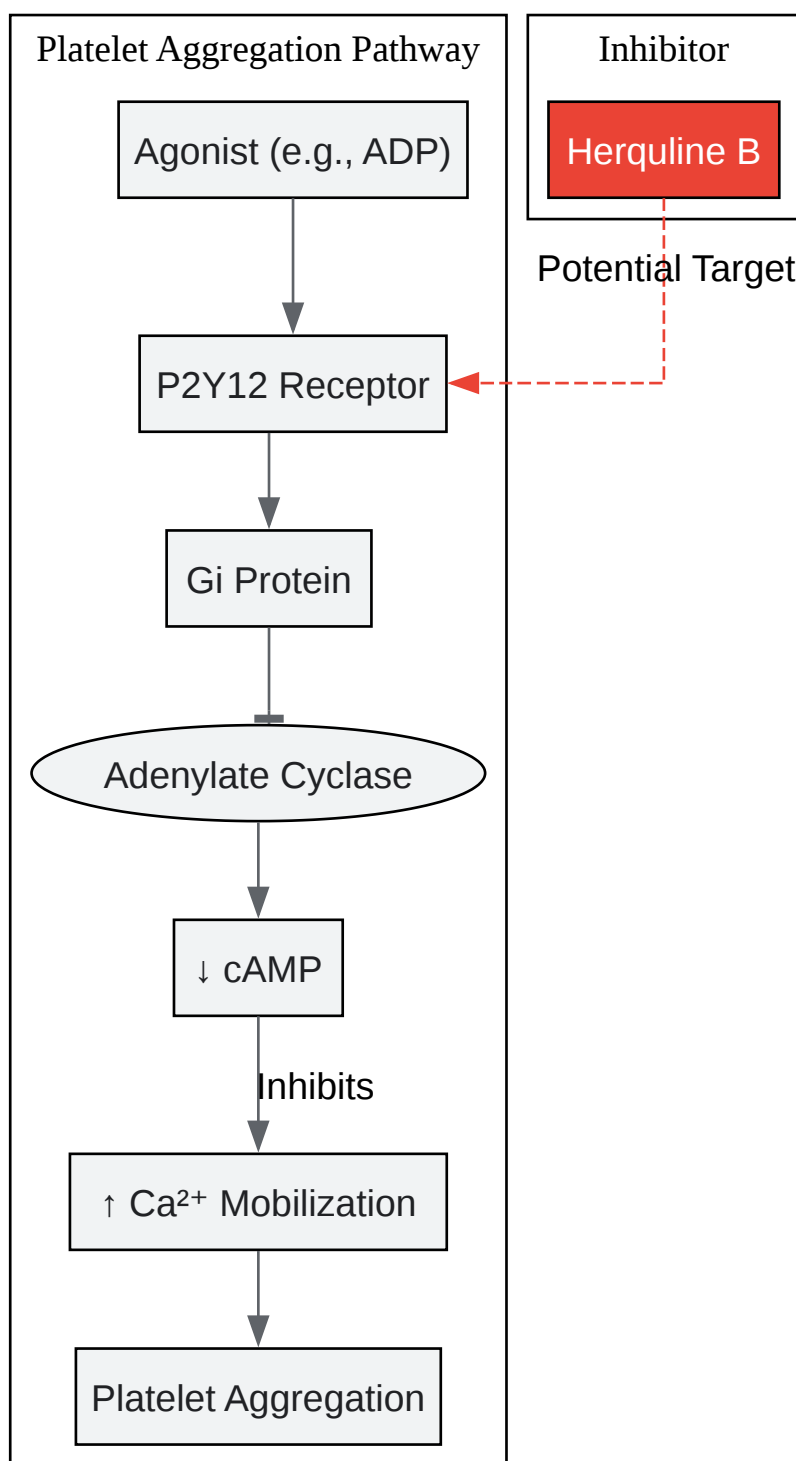 Platelet Aggregation Pathway
Inhibitor
Agonist (e.g., ADP)
Herquline B
Potential Target
P2Y12 Receptor
Gi Protein
Adenylate Cyclase
↓ cAMP
Inhibits
↑ Ca²⁺ Mobilization
Platelet Aggregation